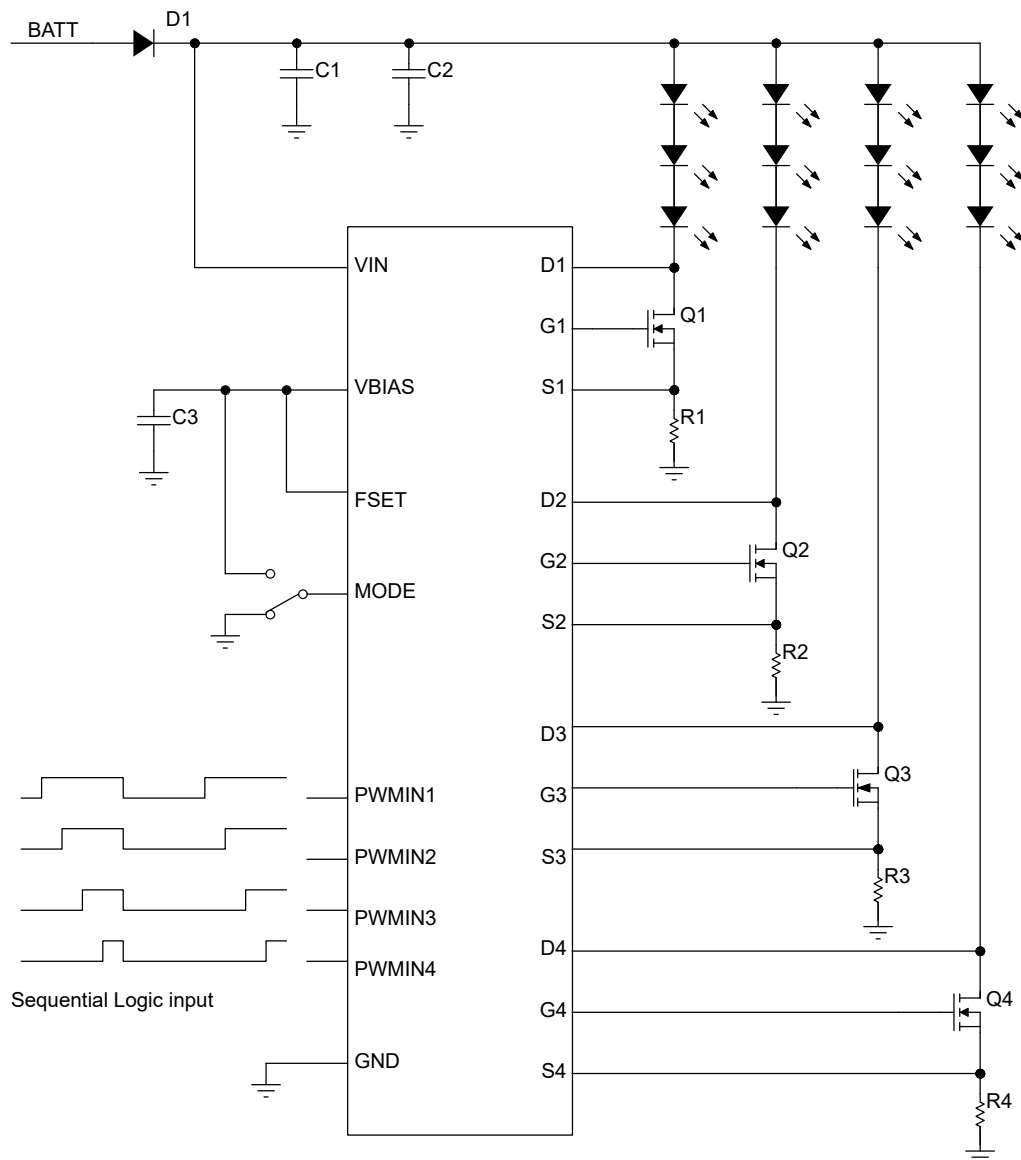 D1
BATT
C1
C2
VIN
D1
Q1
G1
VBIAS
S1
C3
R1
FSET
D2
Q2
G2
MODE
S2
R2
D3
Q3
PWMIN1
G3
PWMIN2
S3
R3
PWMIN3
D4
PWMIN4
Sequential Logic input
Q4
G4
GND
S4
R4